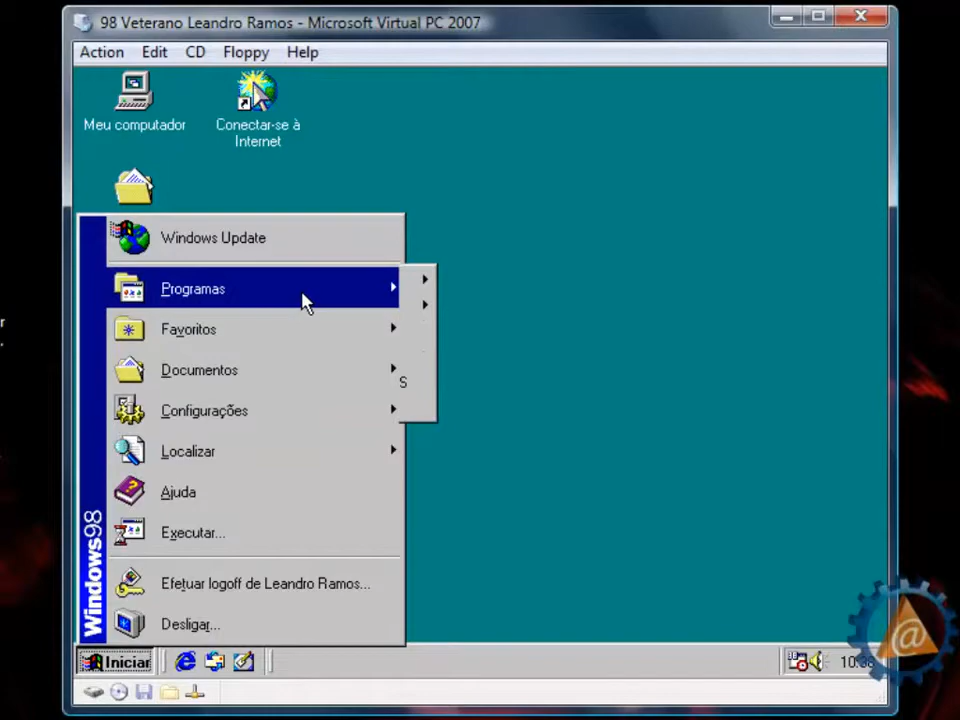 98 Veterano Leandro Ramos - Microsoft Virtual PC 2007
Action Edit CD Floppy Help
Meu computador
Conectar-se à
Internet
Windows Update
Programas
Favoritos
Documentos
S
Configurações
Localizar
Ajuda
Executar...
Efetuar logoff de Leandro Ramos...
Desligar...
Windows98
Iniciar
@